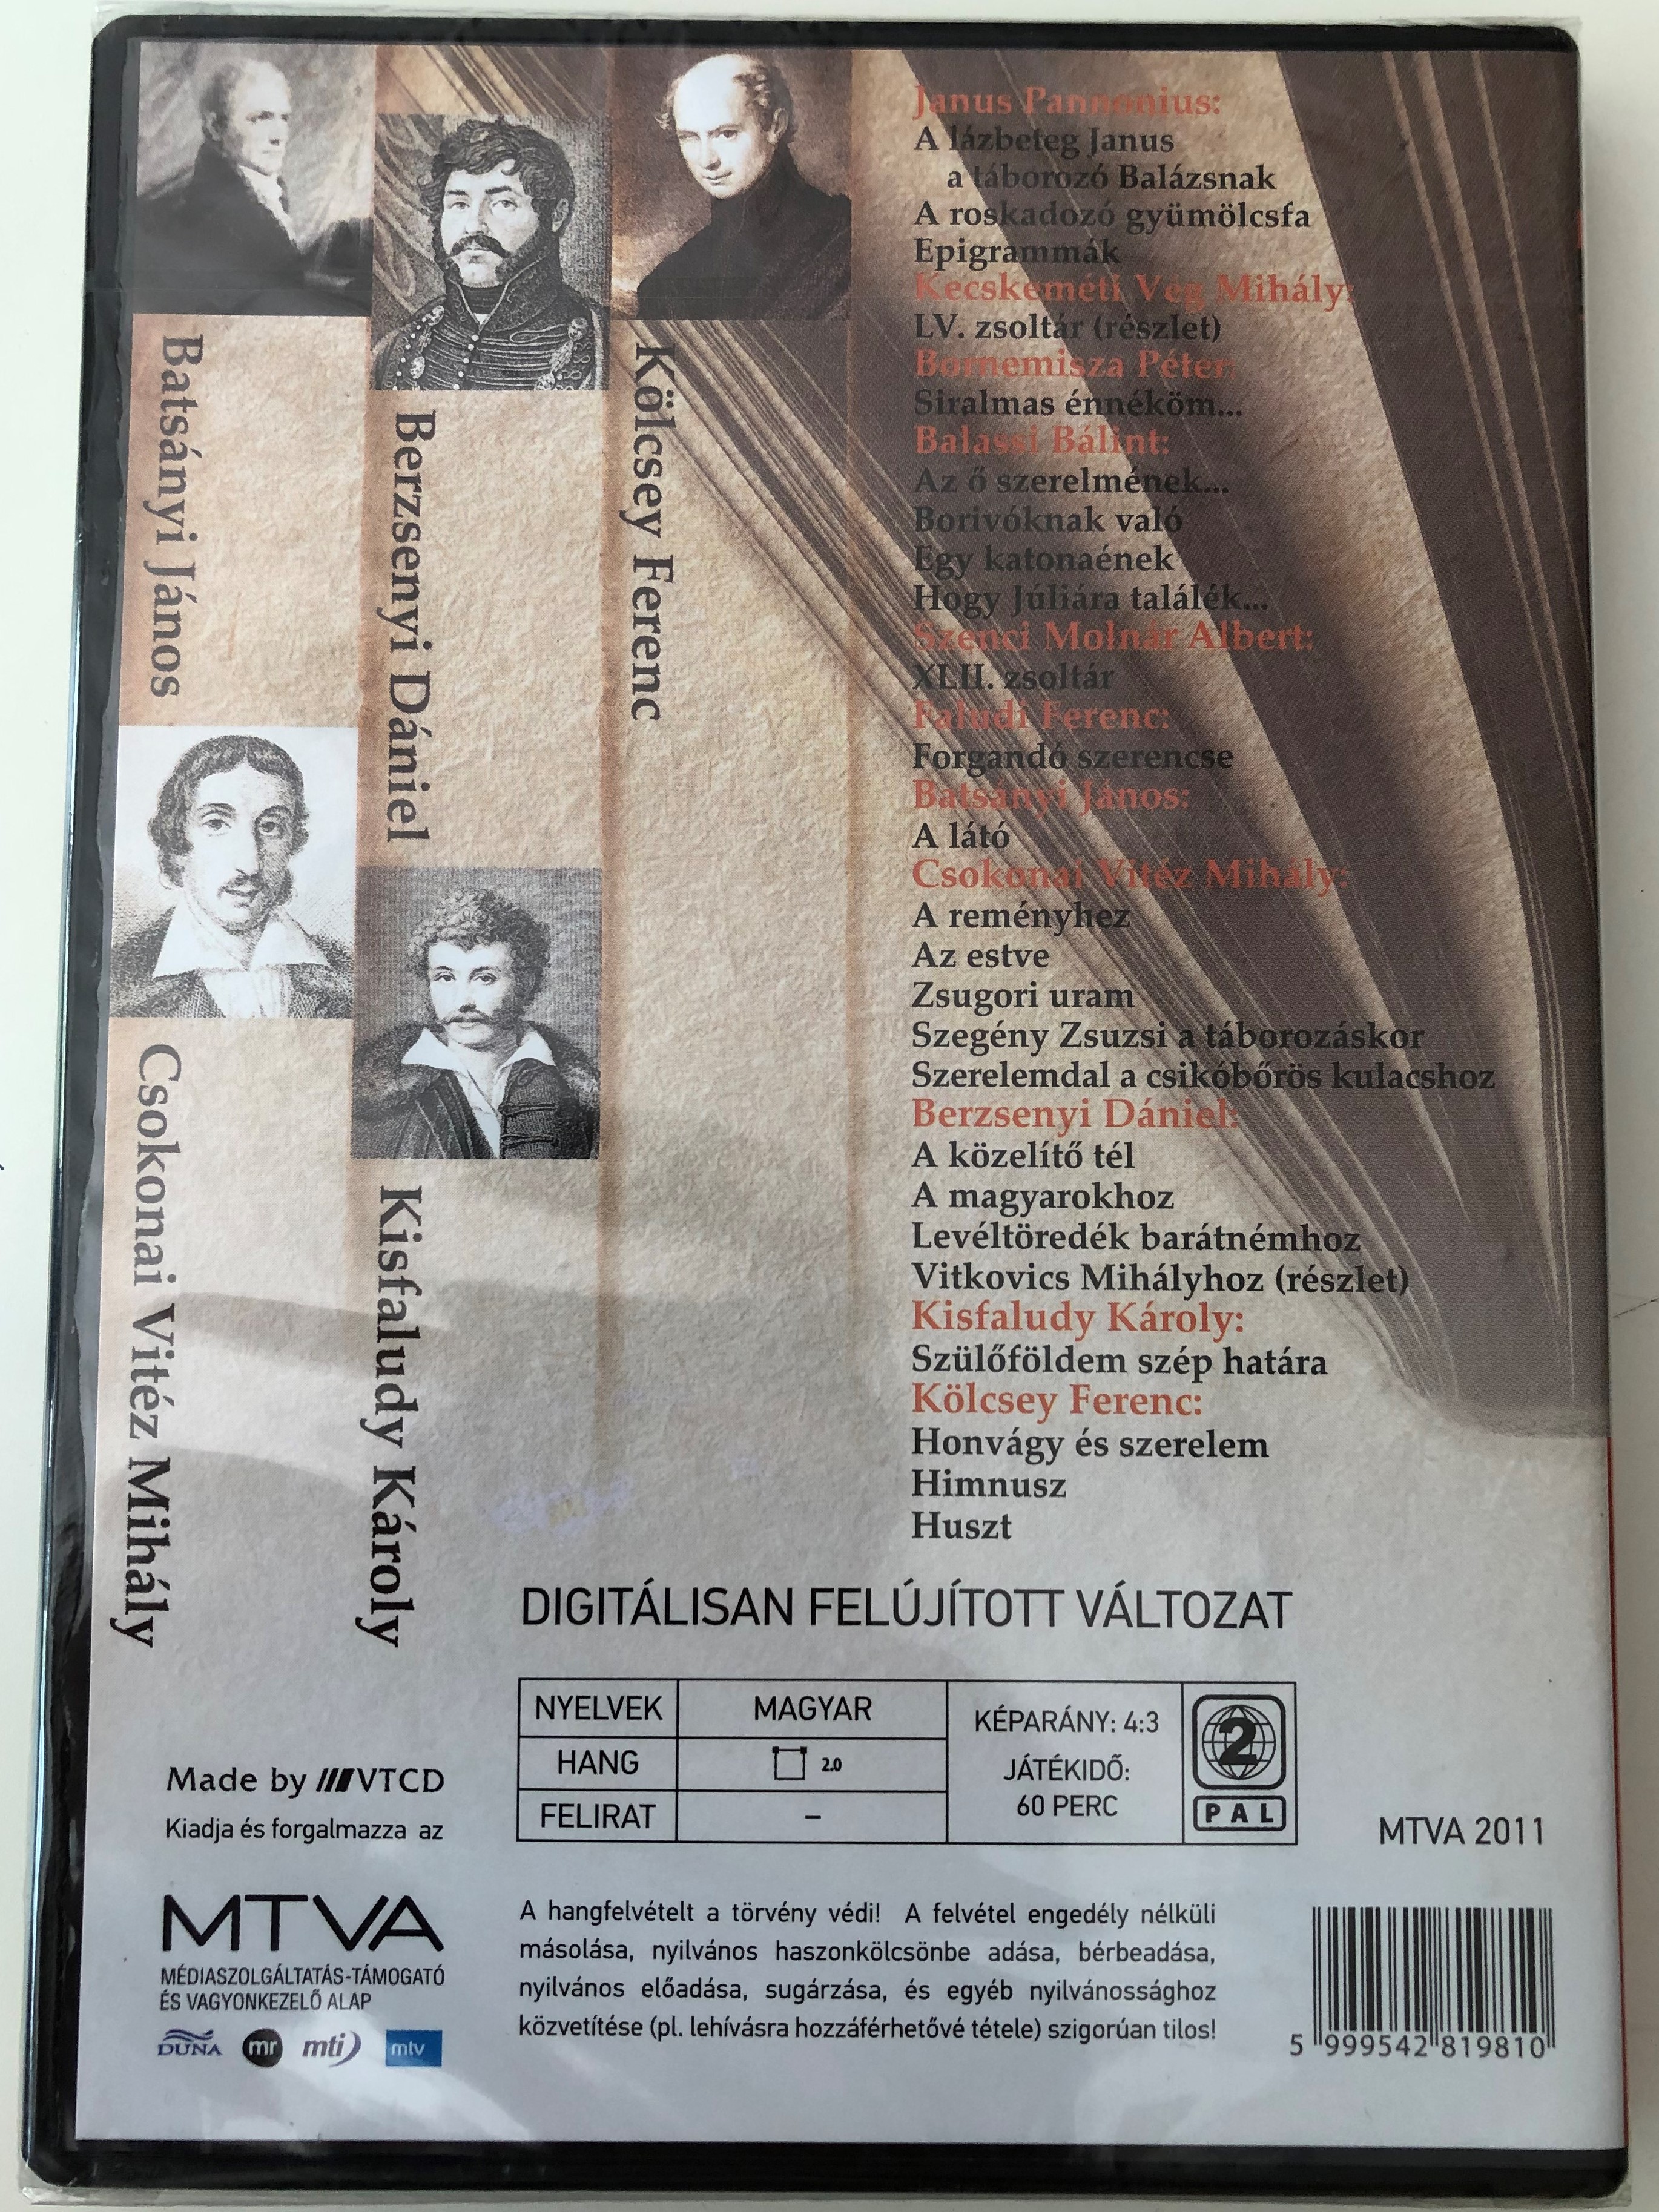 Batsányi János
Berzsenyi Dániel
Kölcsey Ferenc
Csokonai Vitéz Mihály
Kisfaludy Károly
Janus Pannonius:
A lázbeteg Janus
a táborozó Balázsnak
A roskadozó gyümölcsfa
Epigrammák
Kecskeméti Veg Mihály:
LV. zsoltár (részlet)
Bornemisza Péter:
Siralmas énnéköm...
Balassi Bálint:
Az ő szerelmének...
Borivóknak való
Egy katonaének
Hogy Júliára találék...
Szenci Molnár Albert:
XLII. zsoltár
Faludi Ferenc:
Forgandó szerencse
Batsányi János:
A látó
Csokonai Vitéz Mihály:
A reményhez
Az estve
Zsugori uram
Szegény Zsuzsi a táborozáskor
Szerelemdal a csikóbőrös kulacshoz
Berzsenyi Dániel:
A közelítő tél
A magyarokhoz
Levéltöredék barátnémhoz
Vitkovics Mihályhoz (részlet)
Kisfaludy Károly:
Szülőföldem szép határa
Kölcsey Ferenc:
Honvágy és szerelem
Himnusz
Huszt
DIGITÁLISAN FELÚJÍTOTT VÁLTOZAT
NYELVEK MAGYAR
HANG 2.0
FELIRAT –
KÉPARÁNY: 4:3
JÁTÉKIDŐ:
60 PERC
2
PAL
Made by VTCD
Kiadja és forgalmazza az
MTVA
MÉDIASZOLGÁLTATÁS-TÁMOGATÓ
ÉS VAGYONKEZELŐ ALAP
DUNA mr mti mtv
MTVA 2011
A hangfelvételt a törvény védi! A felvétel engedély nélküli
másolása, nyilvános haszonkölcsönbe adása, bérbeadása,
nyilvános előadása, sugárzása, és egyéb nyilvánossághoz
közvetítése (pl. lehívásra hozzáférhetővé tétele) szigorúan tilos!
5 999542 819810